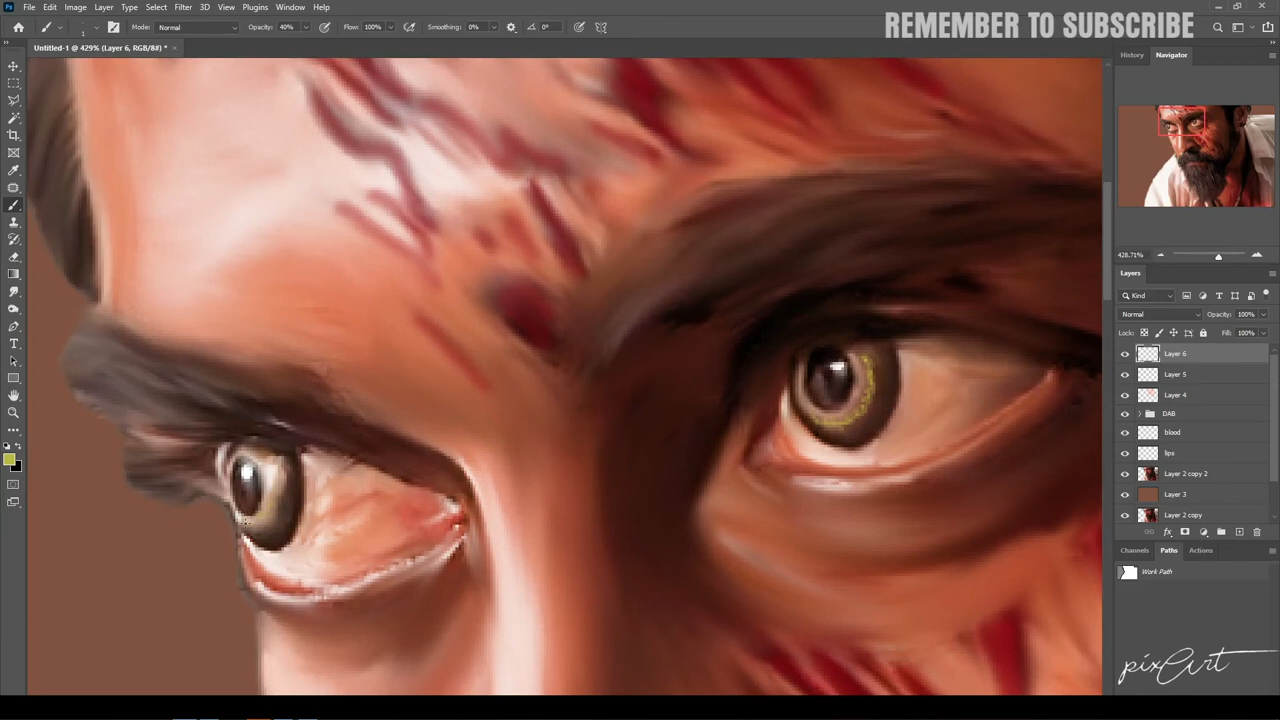 File Edit Image Layer Type Select Filter 3D View Plugins Window Help
REMEMBER TO SUBSCRIBE
1 Mode: Normal Opacity: 40% Flow: 100% Smoothing: 0% 0°
Untitled-1 @ 429% (Layer 6, RGB/8#) * ×
History Navigator
428.71%
Layers
Kind
Normal Opacity: 100%
Lock: Fill: 100%
Layer 6
Layer 5
Layer 4
DAB
blood
lips
Layer 2 copy 2
Layer 3
Layer 2 copy
Channels Paths Actions
Work Path
pixArt